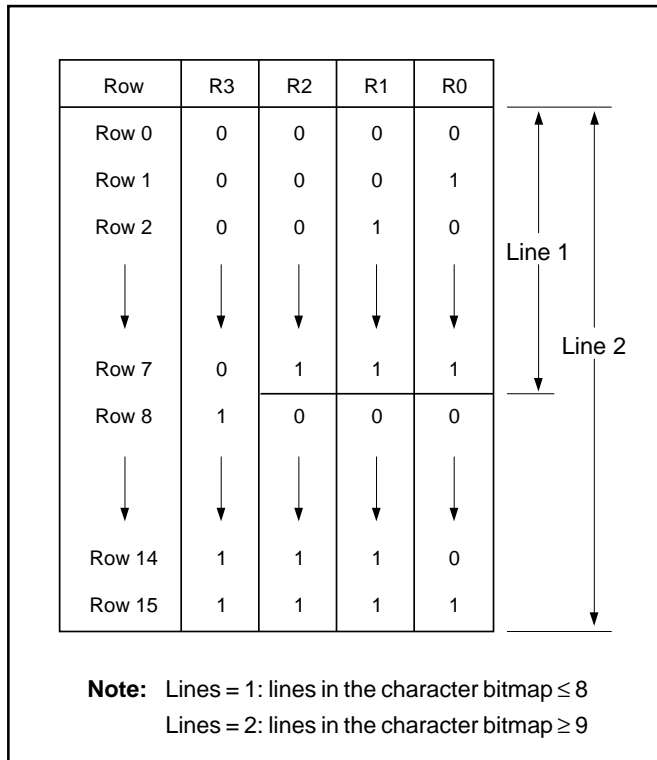 Row R3 R2 R1 R0
Row 0 0 0 0 0
Row 1 0 0 0 1
Row 2 0 0 1 0
Line 1
Line 2
Row 7 0 1 1 1
Row 8 1 0 0 0
Row 14 1 1 1 0
Row 15 1 1 1 1
Note: Lines = 1: lines in the character bitmap ≤ 8
Lines = 2: lines in the character bitmap ≥ 9